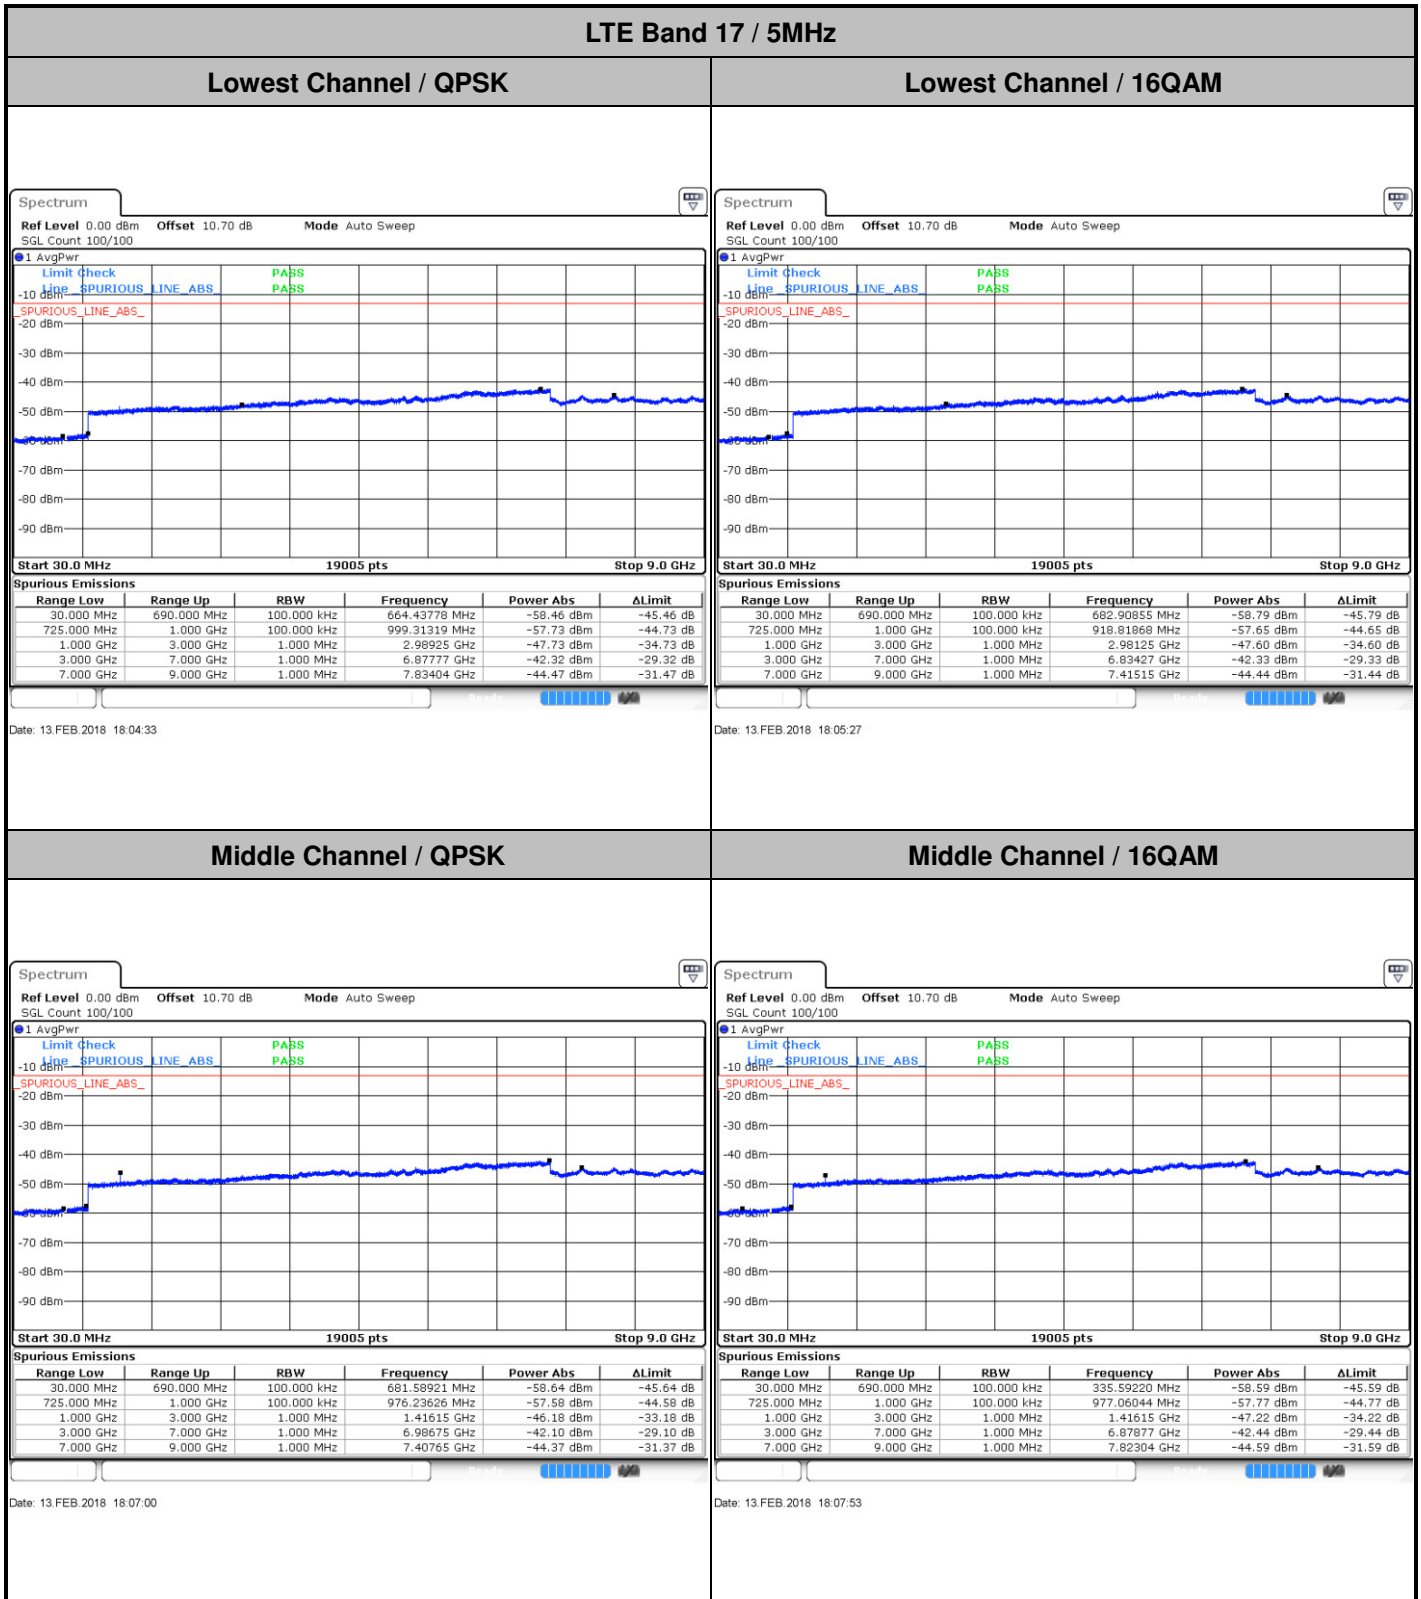 LTE Band 17 / 5MHz
Lowest Channel / QPSK
Lowest Channel / 16QAM
Spectrum
Ref Level 0.00 dBm Offset 10.70 dB Mode Auto Sweep
SGL Count 100/100
1 AvgPwr
Limit Check PASS
Line _SPURIOUS_LINE_ABS_ PASS
-10 dBm
_SPURIOUS_LINE_ABS_
-20 dBm
-30 dBm
-40 dBm
-50 dBm
-60 dBm
-70 dBm
-80 dBm
-90 dBm
Start 30.0 MHz 19005 pts Stop 9.0 GHz
Spurious Emissions
Range Low Range Up RBW Frequency Power Abs ΔLimit
30.000 MHz 690.000 MHz 100.000 kHz 664.43778 MHz -58.46 dBm -45.46 dB
725.000 MHz 1.000 GHz 100.000 kHz 999.31319 MHz -57.73 dBm -44.73 dB
1.000 GHz 3.000 GHz 1.000 MHz 2.98925 GHz -47.73 dBm -34.73 dB
3.000 GHz 7.000 GHz 1.000 MHz 6.87777 GHz -42.32 dBm -29.32 dB
7.000 GHz 9.000 GHz 1.000 MHz 7.83404 GHz -44.47 dBm -31.47 dB
Ready
Date: 13.FEB.2018 18:04:33
Spectrum
Ref Level 0.00 dBm Offset 10.70 dB Mode Auto Sweep
SGL Count 100/100
1 AvgPwr
Limit Check PASS
Line _SPURIOUS_LINE_ABS_ PASS
-10 dBm
_SPURIOUS_LINE_ABS_
-20 dBm
-30 dBm
-40 dBm
-50 dBm
-60 dBm
-70 dBm
-80 dBm
-90 dBm
Start 30.0 MHz 19005 pts Stop 9.0 GHz
Spurious Emissions
Range Low Range Up RBW Frequency Power Abs ΔLimit
30.000 MHz 690.000 MHz 100.000 kHz 682.90855 MHz -58.79 dBm -45.79 dB
725.000 MHz 1.000 GHz 100.000 kHz 918.81868 MHz -57.65 dBm -44.65 dB
1.000 GHz 3.000 GHz 1.000 MHz 2.98125 GHz -47.60 dBm -34.60 dB
3.000 GHz 7.000 GHz 1.000 MHz 6.83427 GHz -42.33 dBm -29.33 dB
7.000 GHz 9.000 GHz 1.000 MHz 7.41515 GHz -44.44 dBm -31.44 dB
Ready
Date: 13.FEB.2018 18:05:27
Middle Channel / QPSK
Middle Channel / 16QAM
Spectrum
Ref Level 0.00 dBm Offset 10.70 dB Mode Auto Sweep
SGL Count 100/100
1 AvgPwr
Limit Check PASS
Line _SPURIOUS_LINE_ABS_ PASS
-10 dBm
_SPURIOUS_LINE_ABS_
-20 dBm
-30 dBm
-40 dBm
-50 dBm
-60 dBm
-70 dBm
-80 dBm
-90 dBm
Start 30.0 MHz 19005 pts Stop 9.0 GHz
Spurious Emissions
Range Low Range Up RBW Frequency Power Abs ΔLimit
30.000 MHz 690.000 MHz 100.000 kHz 681.58921 MHz -58.64 dBm -45.64 dB
725.000 MHz 1.000 GHz 100.000 kHz 976.23626 MHz -57.58 dBm -44.58 dB
1.000 GHz 3.000 GHz 1.000 MHz 1.41615 GHz -46.18 dBm -33.18 dB
3.000 GHz 7.000 GHz 1.000 MHz 6.98675 GHz -42.10 dBm -29.10 dB
7.000 GHz 9.000 GHz 1.000 MHz 7.40765 GHz -44.37 dBm -31.37 dB
Ready
Date: 13.FEB.2018 18:07:00
Spectrum
Ref Level 0.00 dBm Offset 10.70 dB Mode Auto Sweep
SGL Count 100/100
1 AvgPwr
Limit Check PASS
Line _SPURIOUS_LINE_ABS_ PASS
-10 dBm
_SPURIOUS_LINE_ABS_
-20 dBm
-30 dBm
-40 dBm
-50 dBm
-60 dBm
-70 dBm
-80 dBm
-90 dBm
Start 30.0 MHz 19005 pts Stop 9.0 GHz
Spurious Emissions
Range Low Range Up RBW Frequency Power Abs ΔLimit
30.000 MHz 690.000 MHz 100.000 kHz 335.59220 MHz -58.59 dBm -45.59 dB
725.000 MHz 1.000 GHz 100.000 kHz 977.06044 MHz -57.77 dBm -44.77 dB
1.000 GHz 3.000 GHz 1.000 MHz 1.41615 GHz -47.22 dBm -34.22 dB
3.000 GHz 7.000 GHz 1.000 MHz 6.87877 GHz -42.44 dBm -29.44 dB
7.000 GHz 9.000 GHz 1.000 MHz 7.82304 GHz -44.59 dBm -31.59 dB
Ready
Date: 13.FEB.2018 18:07:53